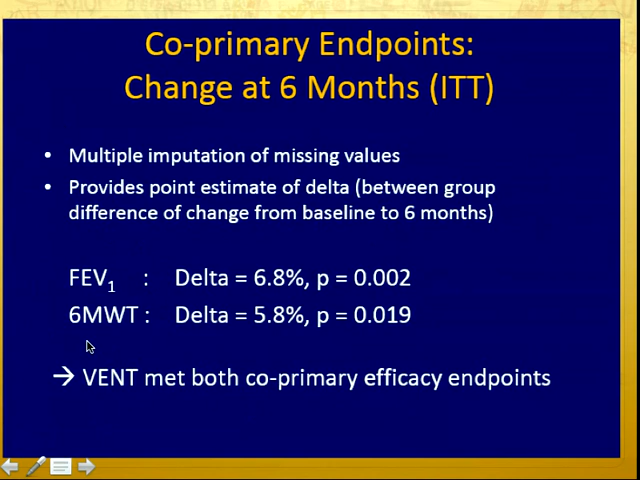 Co-primary Endpoints:
Change at 6 Months (ITT)
• Multiple imputation of missing values
• Provides point estimate of delta (between group
difference of change from baseline to 6 months)
FEV₁ : Delta = 6.8%, p = 0.002
6MWT : Delta = 5.8%, p = 0.019
→ VENT met both co-primary efficacy endpoints